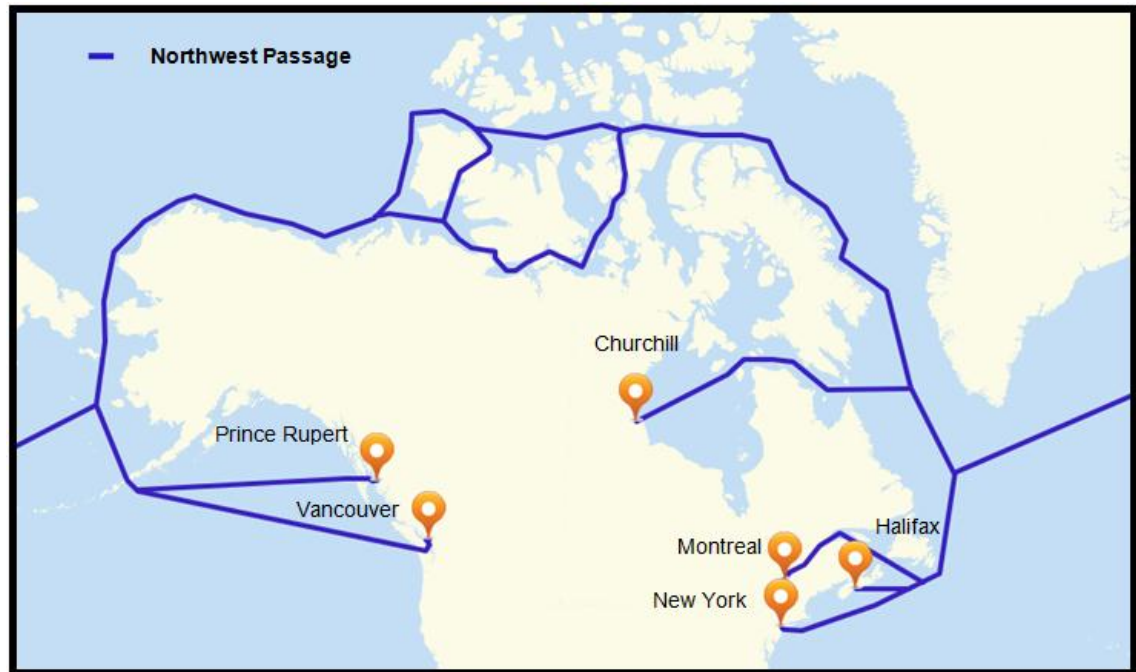 Northwest Passage
Churchill
Prince Rupert
Vancouver
Halifax
Montreal
New York